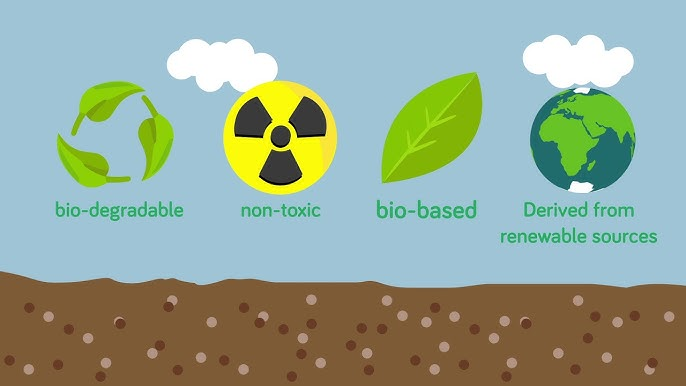 bio-degradable
non-toxic
bio-based
Derived from
renewable sources